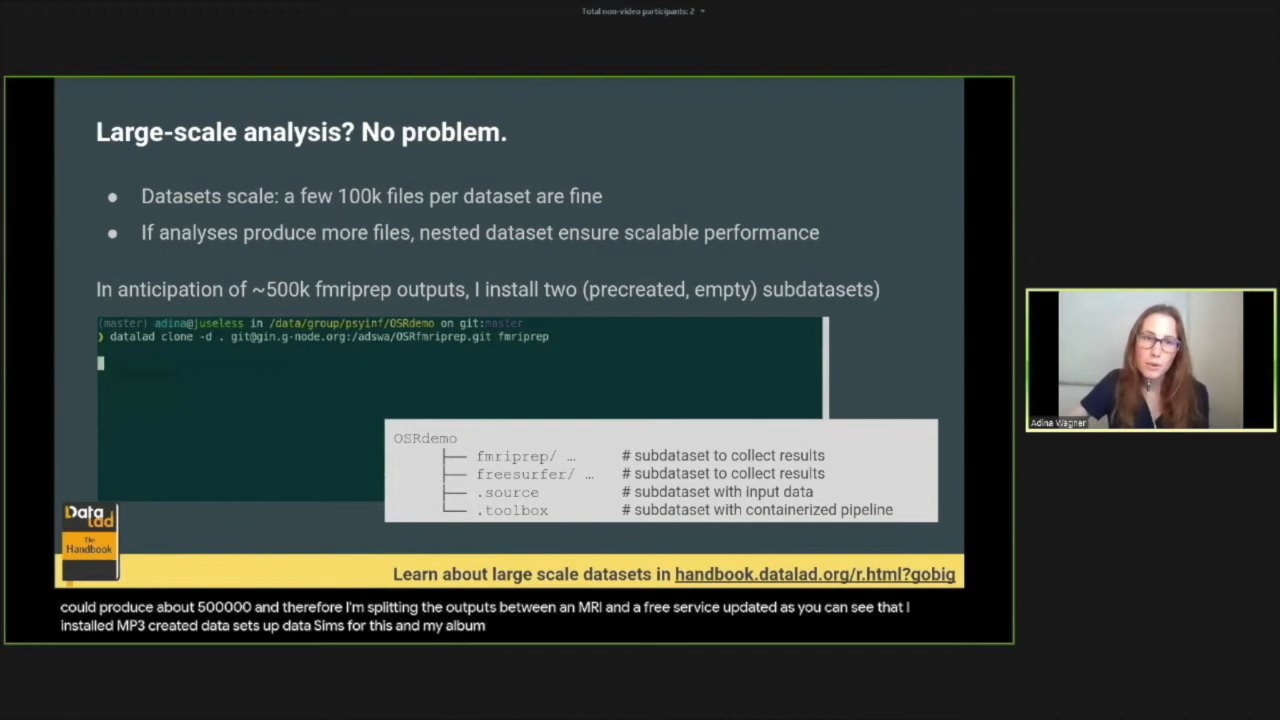 Total non-video participants: 2
Large-scale analysis? No problem.
● Datasets scale: a few 100k files per dataset are fine
● If analyses produce more files, nested dataset ensure scalable performance
In anticipation of ~500k fmriprep outputs, I install two (precreated, empty) subdatasets)
(master) adina@juseless in /data/group/psyinf/OSRdemo on git:master
❯ datalad clone -d . git@gin.g-node.org:/adswa/OSRfmriprep.git fmriprep
OSRdemo
├── fmriprep/ … # subdataset to collect results
├── freesurfer/ … # subdataset to collect results
├── .source # subdataset with input data
└── .toolbox # subdataset with containerized pipeline
Adina Wagner
Data
lad
The
Handbook
Learn about large scale datasets in handbook.datalad.org/r.html?gobig
could produce about 500000 and therefore I'm splitting the outputs between an MRI and a free service updated as you can see that I
installed MP3 created data sets up data Sims for this and my album